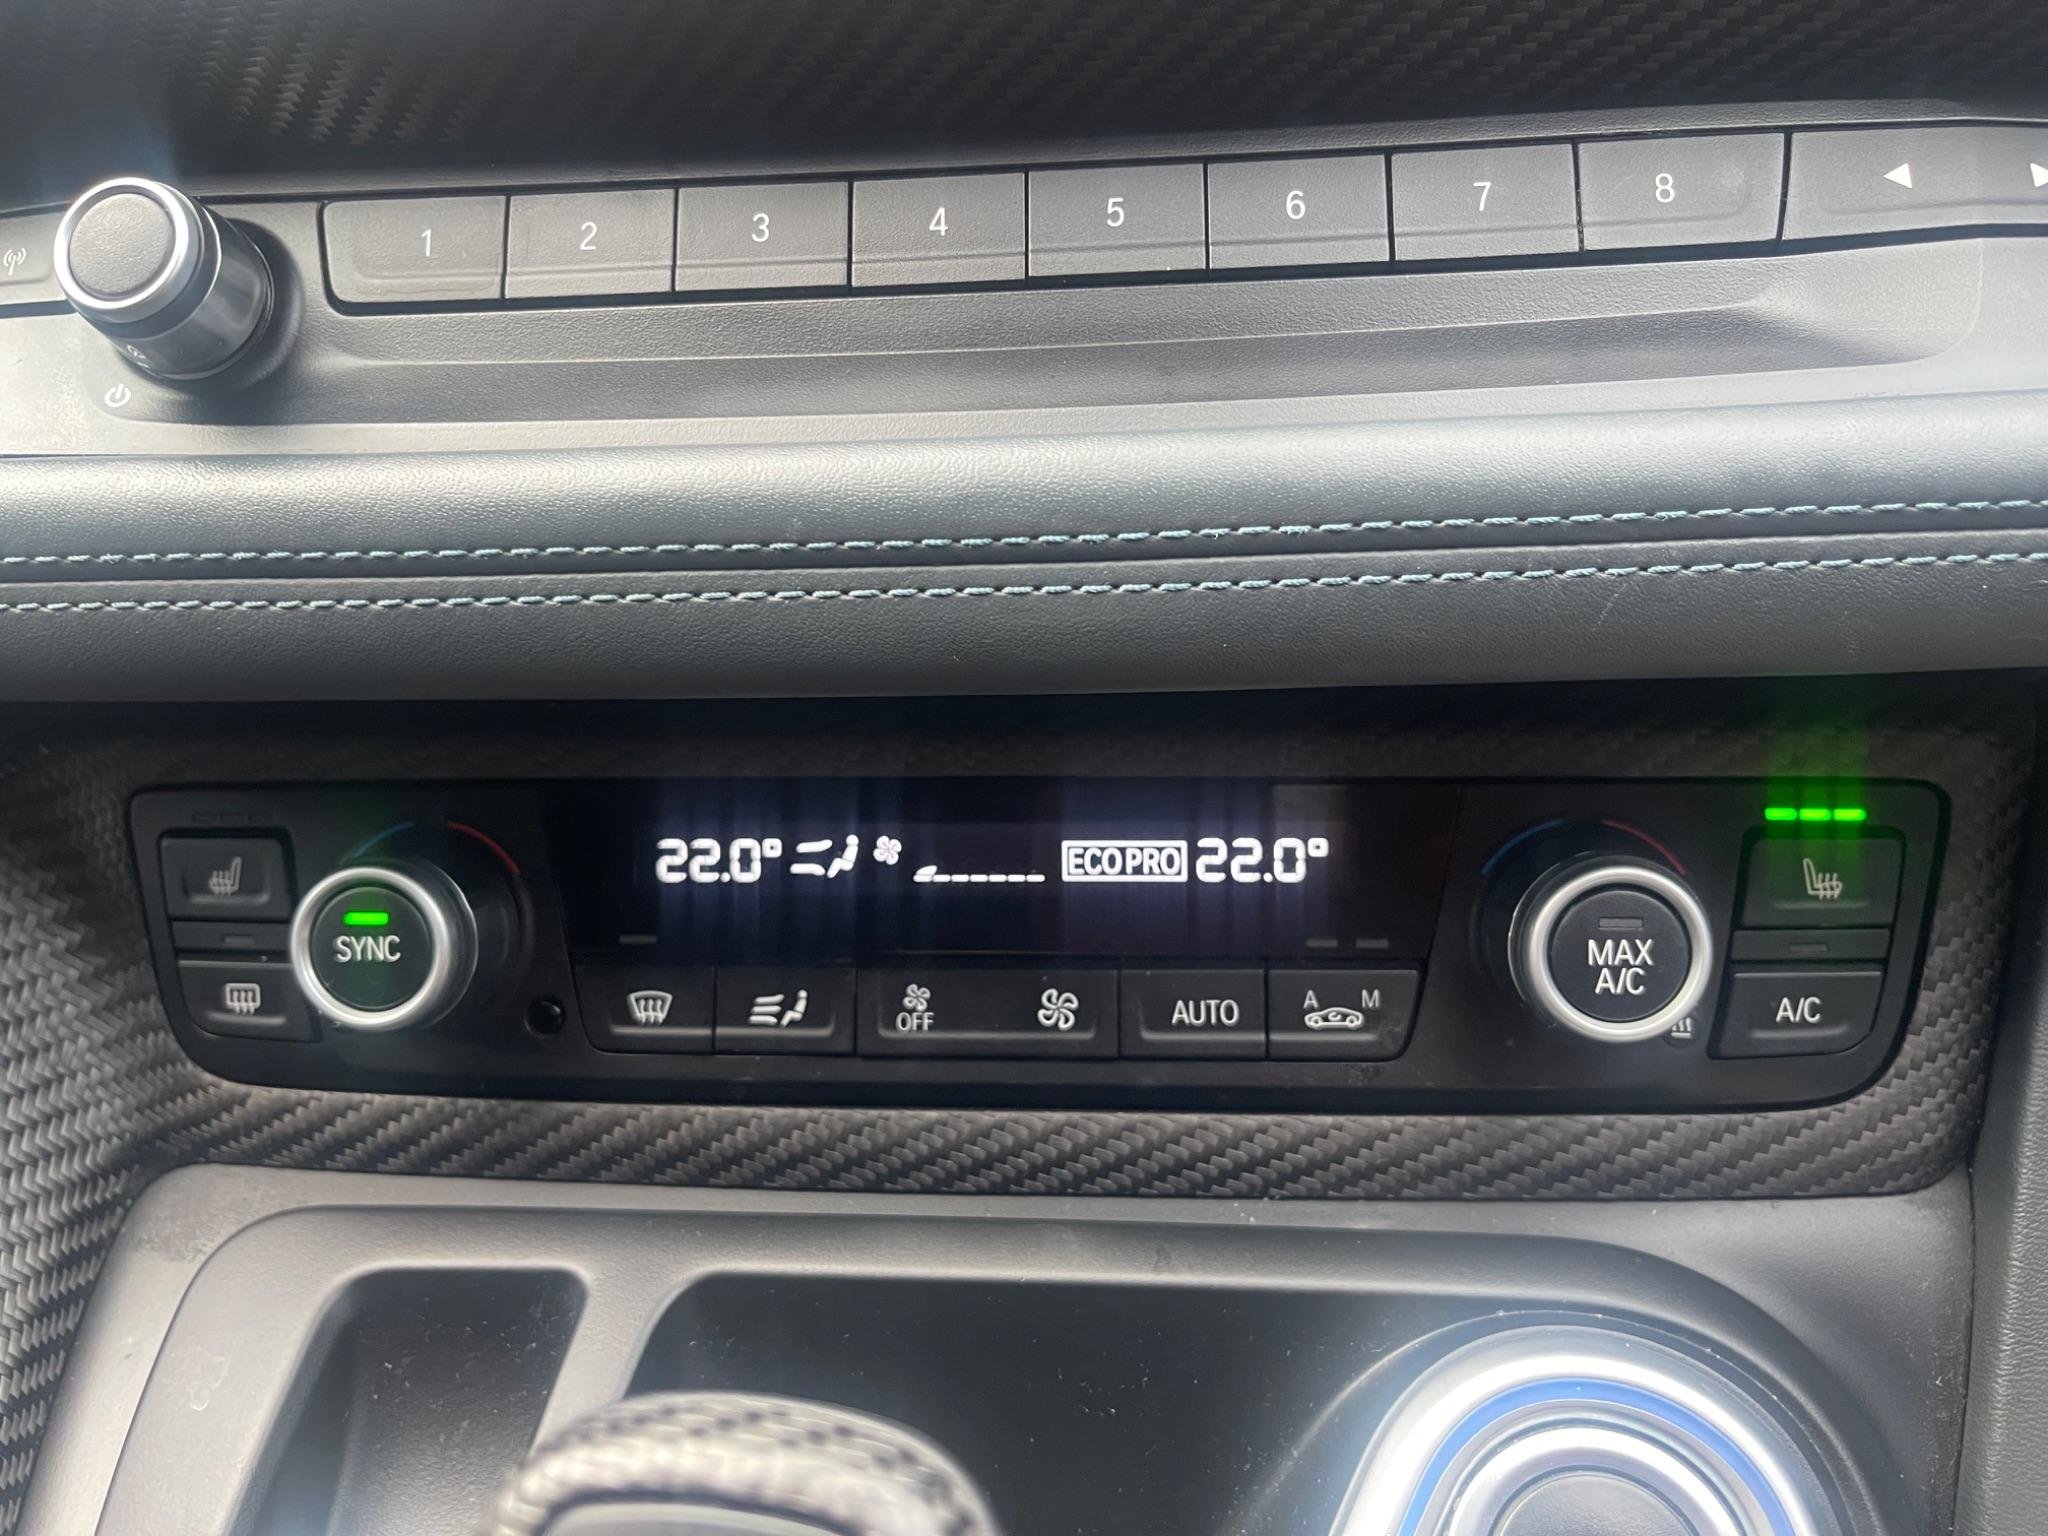 1 2 3 4 5 6 7 8
22.0° ECO PRO 22.0°
SYNC
MAX
A/C
OFF
AUTO
A M
A/C